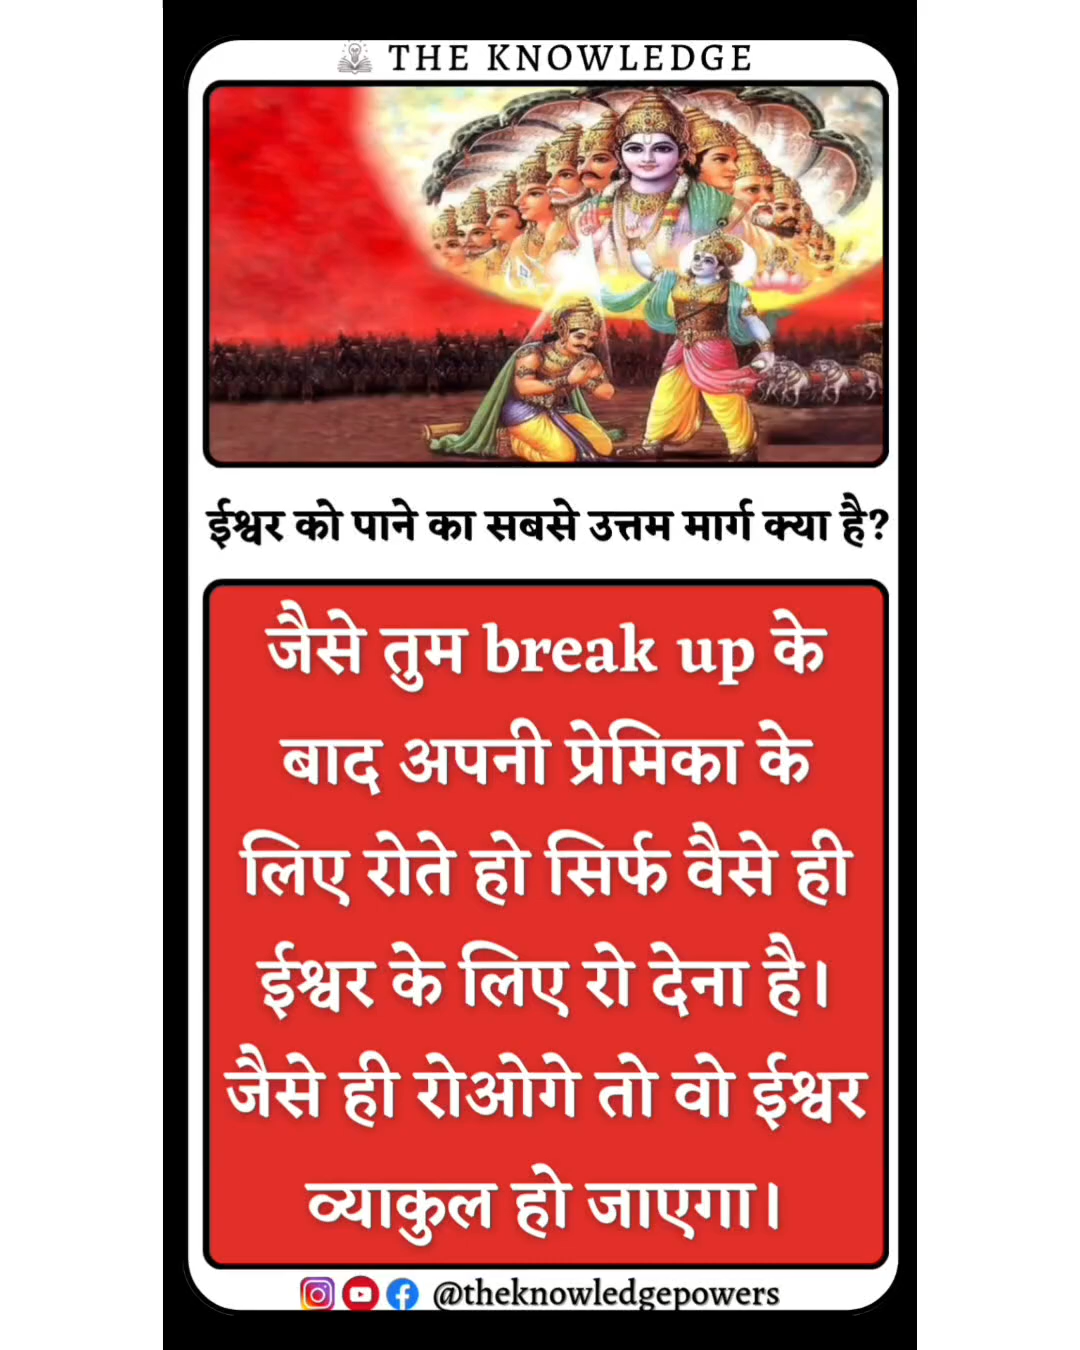 THE KNOWLEDGE
ईश्वर को पाने का सबसे उत्तम मार्ग क्या है?
जैसे तुम break up के
बाद अपनी प्रेमिका के
लिए रोते हो सिर्फ वैसे ही
ईश्वर के लिए रो देना है।
जैसे ही रोओगे तो वो ईश्वर
व्याकुल हो जाएगा।
@theknowledgepowers